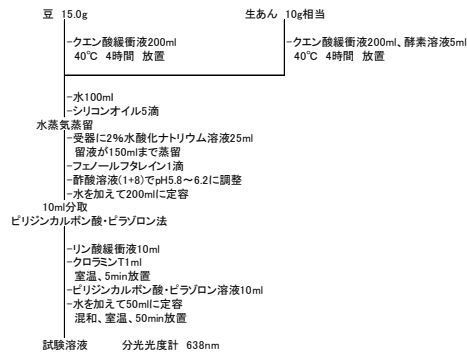 豆 15.0g
生あん 10g相当
-クエン酸緩衝液200ml
40℃ 4時間 放置
-クエン酸緩衝液200ml、酵素溶液5ml
40℃ 4時間 放置
-水100ml
-シリコンオイル5滴
水蒸気蒸留
-受器に2%水酸化ナトリウム溶液25ml
留液が150mlまで蒸留
-フェノールフタレイン1滴
-酢酸溶液(1+8)でpH5.8～6.2に調整
-水を加えて200mlに定容
10ml分取
ピリジンカルボン酸・ピラゾロン法
-リン酸緩衝液10ml
-クロラミンT1ml
室温、5min放置
-ピリジンカルボン酸・ピラゾロン溶液10ml
-水を加えて50mlに定容
混和、室温、50min放置
試験溶液 分光光度計 638nm